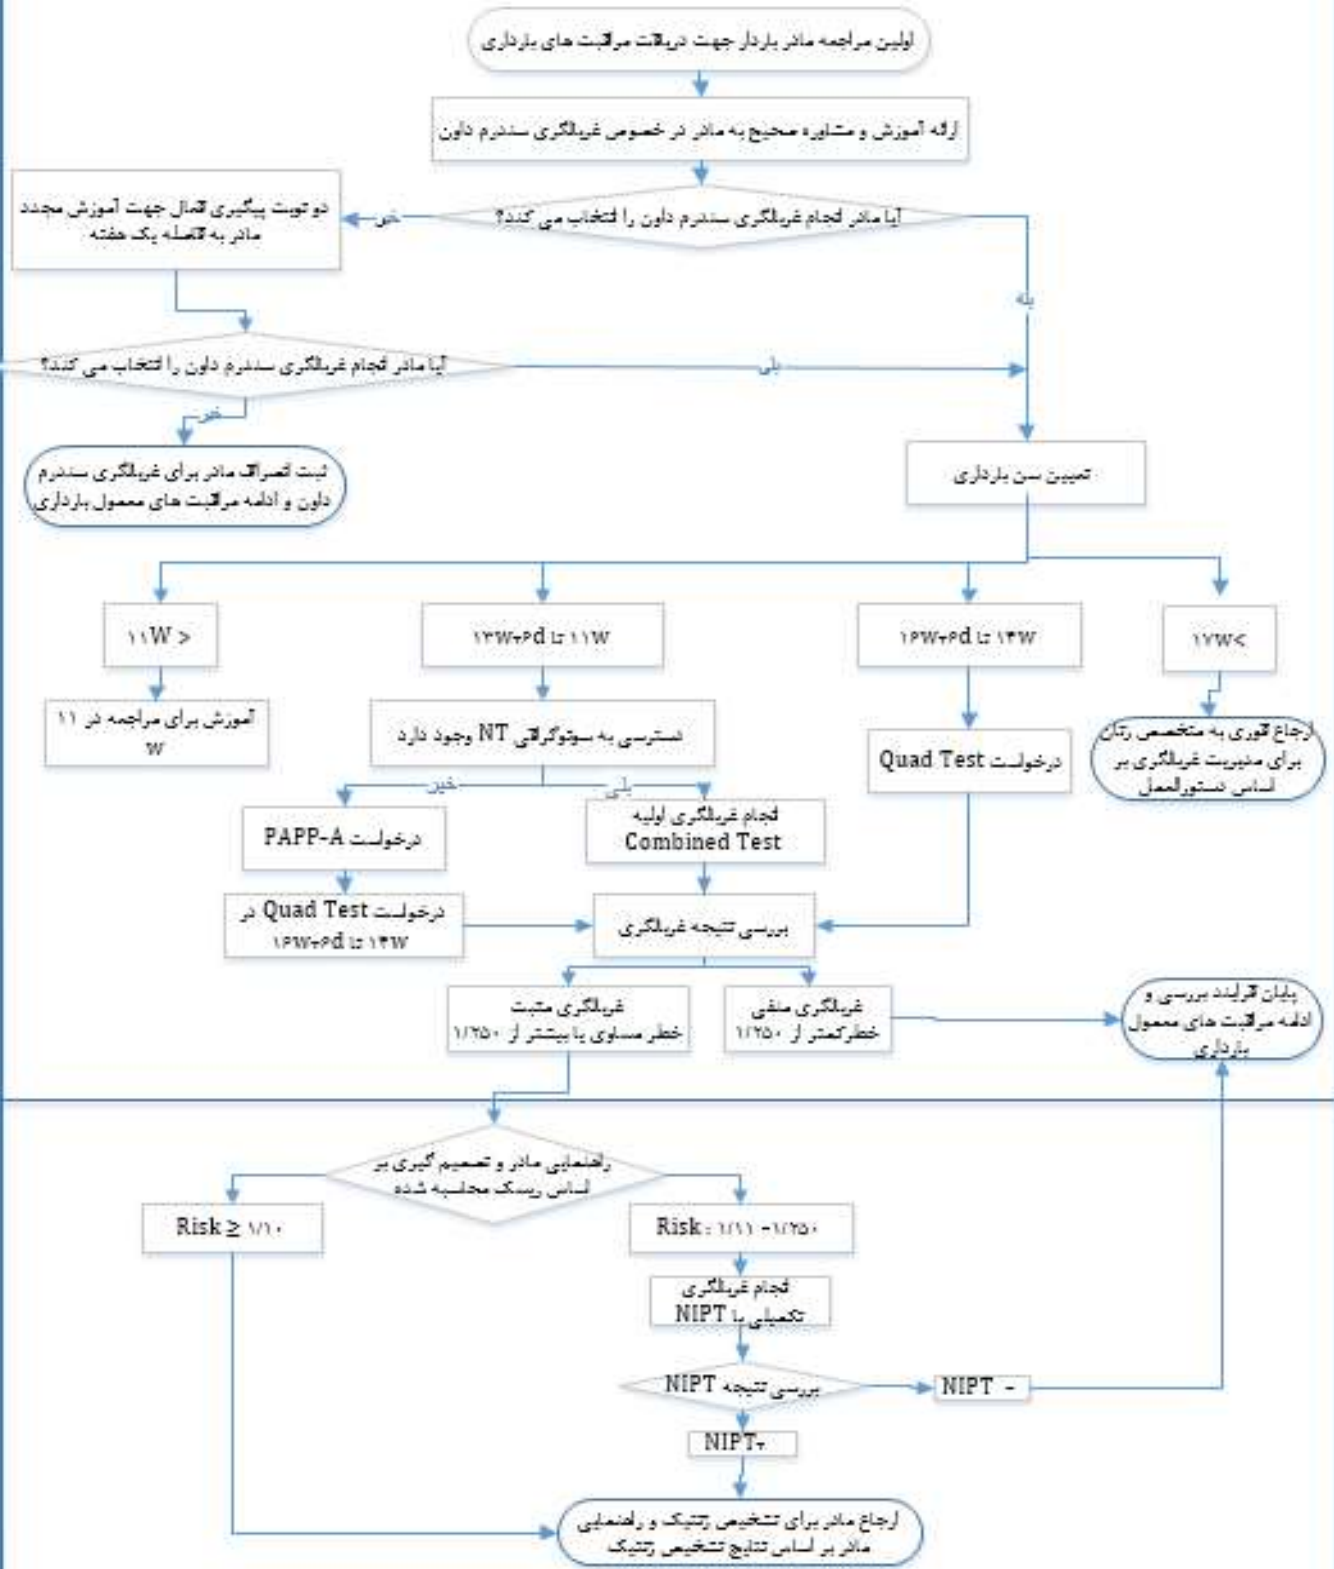 اولین مراجعه مادر باردار جهت دریافت مراقبت های بارداری
ارائه آموزش و مشاوره صحیح به مادر در خصوص غربالگری سندرم داون
آیا مادر انجام غربالگری سندرم داون را انتخاب می کند؟
خیر
دو نوبت پیگیری فعال جهت آموزش مجدد
مادر به فاصله یک هفته
بله
آیا مادر انجام غربالگری سندرم داون را انتخاب می کند؟
بلی
خیر
ثبت انصراف مادر برای غربالگری سندرم
داون و ادامه مراقبت های معمول بارداری
تعیین سن بارداری
۱۱W >
۱۱W تا ۱۳W+۶d
۱۴W تا ۱۶W+۶d
۱۷W<
آموزش برای مراجعه در ۱۱
W
دسترسی به سونوگرافی NT وجود دارد
درخواست Quad Test
ارجاع فوری به متخصص زنان
برای مدیریت غربالگری بر
اساس دستورالعمل
خیر
بلی
درخواست PAPP-A
انجام غربالگری اولیه
Combined Test
درخواست Quad Test در
۱۴W تا ۱۶W+۶d
بررسی نتیجه غربالگری
غربالگری مثبت
خطر مساوی یا بیشتر از ۱/۲۵۰
غربالگری منفی
خطرکمتر از ۱/۲۵۰
پایان فرایند بررسی و
ادامه مراقبت های معمول
بارداری
راهنمایی مادر و تصمیم گیری بر
اساس ریسک محاسبه شده
Risk ≥ ۱/۱۰
Risk : ۱/۱۱ -۱/۲۵۰
انجام غربالگری
تکمیلی با NIPT
بررسی نتیجه NIPT
NIPT -
NIPT+
ارجاع مادر برای تشخیص ژنتیک و راهنمایی
مادر بر اساس نتایج تشخیص ژنتیک